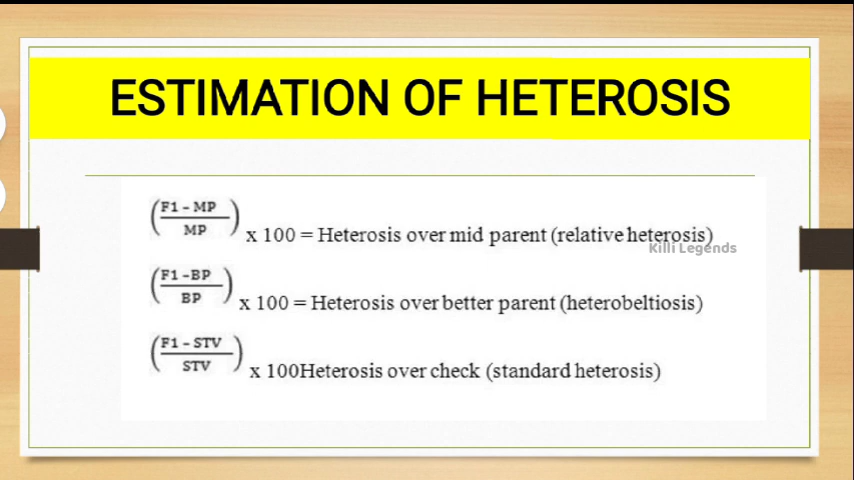 ESTIMATION OF HETEROSIS
(F1 - MP / MP) x 100 = Heterosis over mid parent (relative heterosis)
Killi Legends
(F1 -BP / BP) x 100 = Heterosis over better parent (heterobeltiosis)
(F1 - STV / STV) x 100Heterosis over check (standard heterosis)